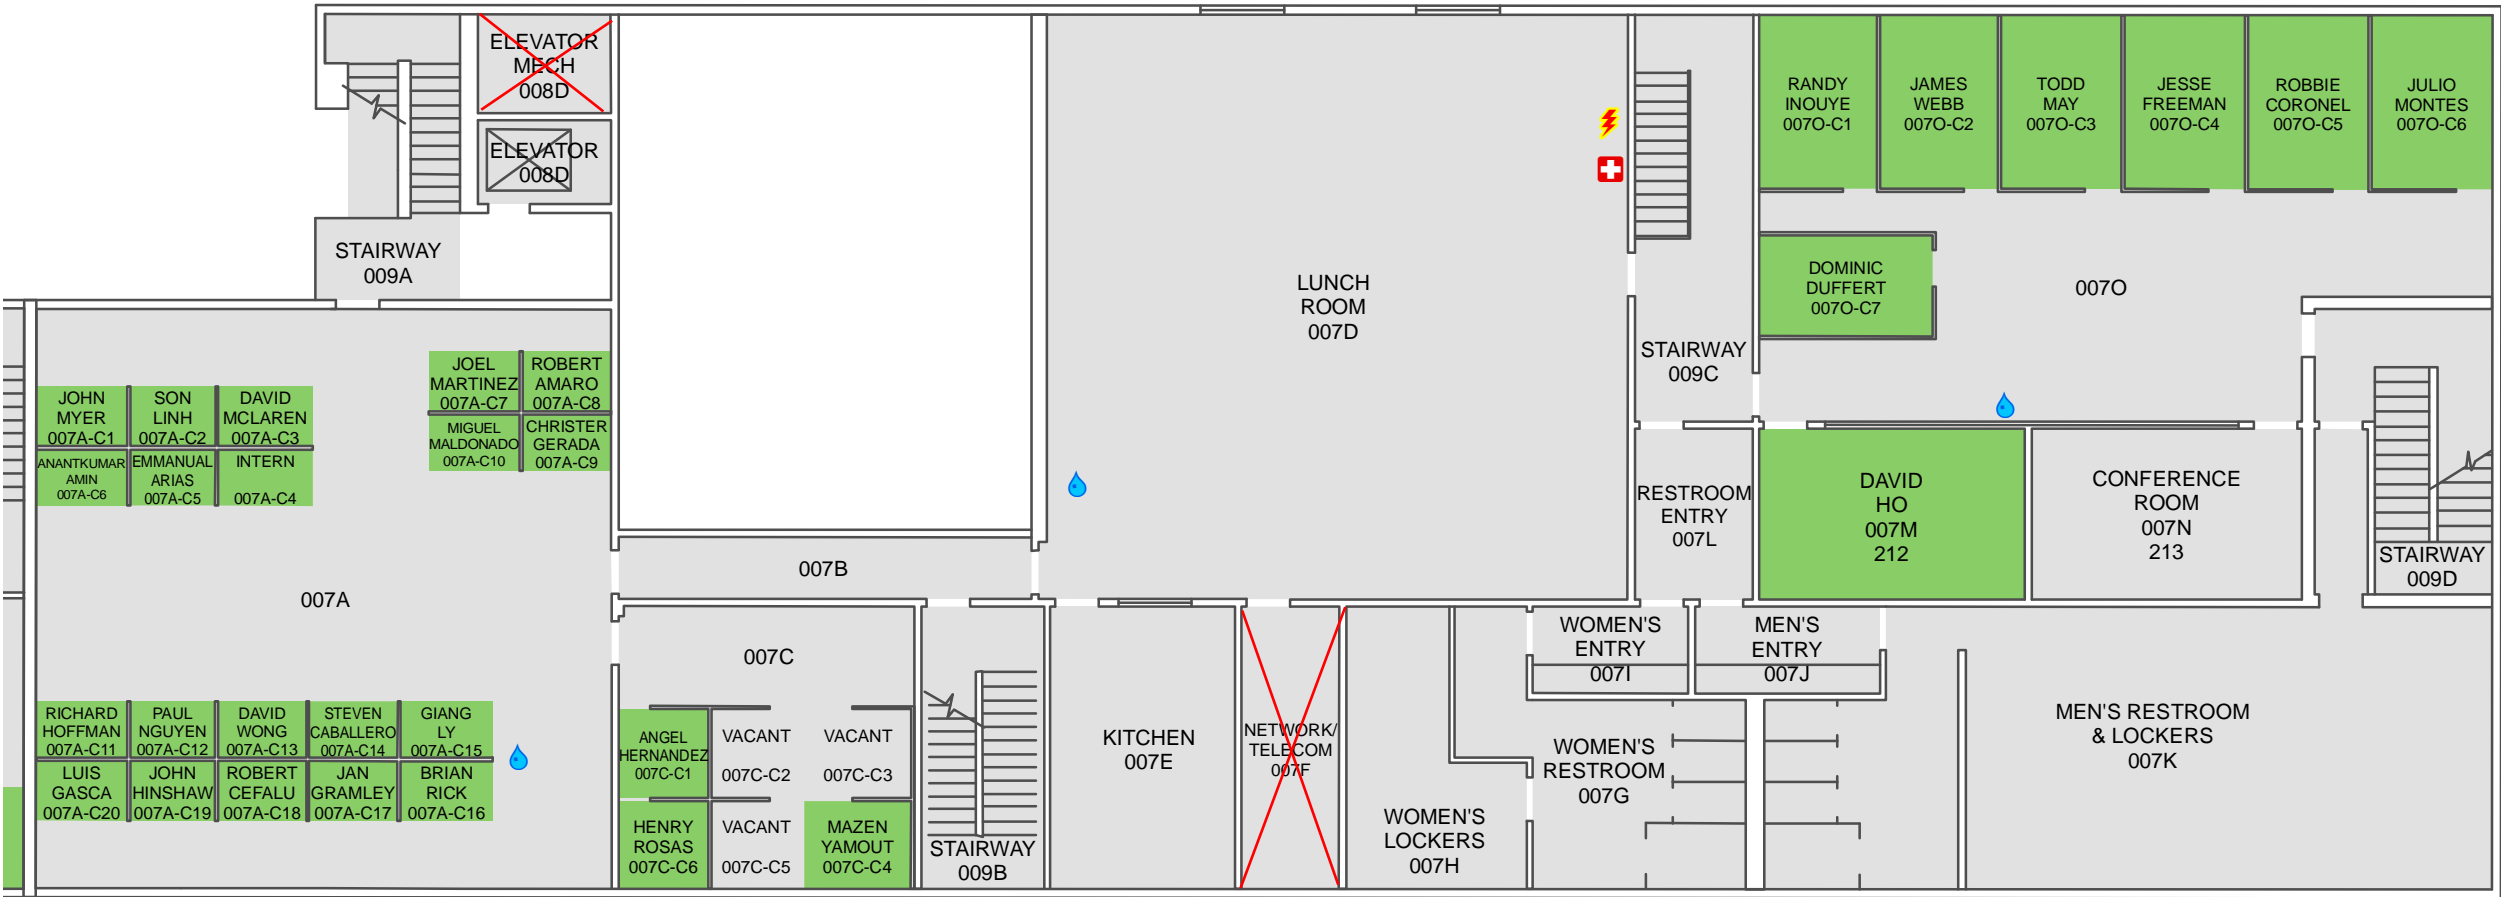 ELEVATOR
MECH
008D
ELEVATOR
008D
STAIRWAY
009A
LUNCH
ROOM
007D
STAIRWAY
009C
RANDY
INOUYE
007O-C1
JAMES
WEBB
007O-C2
TODD
MAY
007O-C3
JESSE
FREEMAN
007O-C4
ROBBIE
CORONEL
007O-C5
JULIO
MONTES
007O-C6
DOMINIC
DUFFERT
007O-C7
007O
JOHN
MYER
007A-C1
SON
LINH
007A-C2
DAVID
MCLAREN
007A-C3
ANANTKUMAR
AMIN
007A-C6
EMMANUAL
ARIAS
007A-C5
INTERN
007A-C4
JOEL
MARTINEZ
007A-C7
ROBERT
AMARO
007A-C8
MIGUEL
MALDONADO
007A-C10
CHRISTER
GERADA
007A-C9
007A
007B
RESTROOM
ENTRY
007L
DAVID
HO
007M
212
CONFERENCE
ROOM
007N
213
STAIRWAY
009D
RICHARD
HOFFMAN
007A-C11
PAUL
NGUYEN
007A-C12
DAVID
WONG
007A-C13
STEVEN
CABALLERO
007A-C14
GIANG
LY
007A-C15
LUIS
GASCA
007A-C20
JOHN
HINSHAW
007A-C19
ROBERT
CEFALU
007A-C18
JAN
GRAMLEY
007A-C17
BRIAN
RICK
007A-C16
007C
ANGEL
HERNANDEZ
007C-C1
VACANT
007C-C2
VACANT
007C-C3
HENRY
ROSAS
007C-C6
VACANT
007C-C5
MAZEN
YAMOUT
007C-C4
STAIRWAY
009B
KITCHEN
007E
NETWORK/
TELECOM
007F
WOMEN'S
LOCKERS
007H
WOMEN'S
ENTRY
007I
MEN'S
ENTRY
007J
WOMEN'S
RESTROOM
007G
MEN'S RESTROOM
& LOCKERS
007K